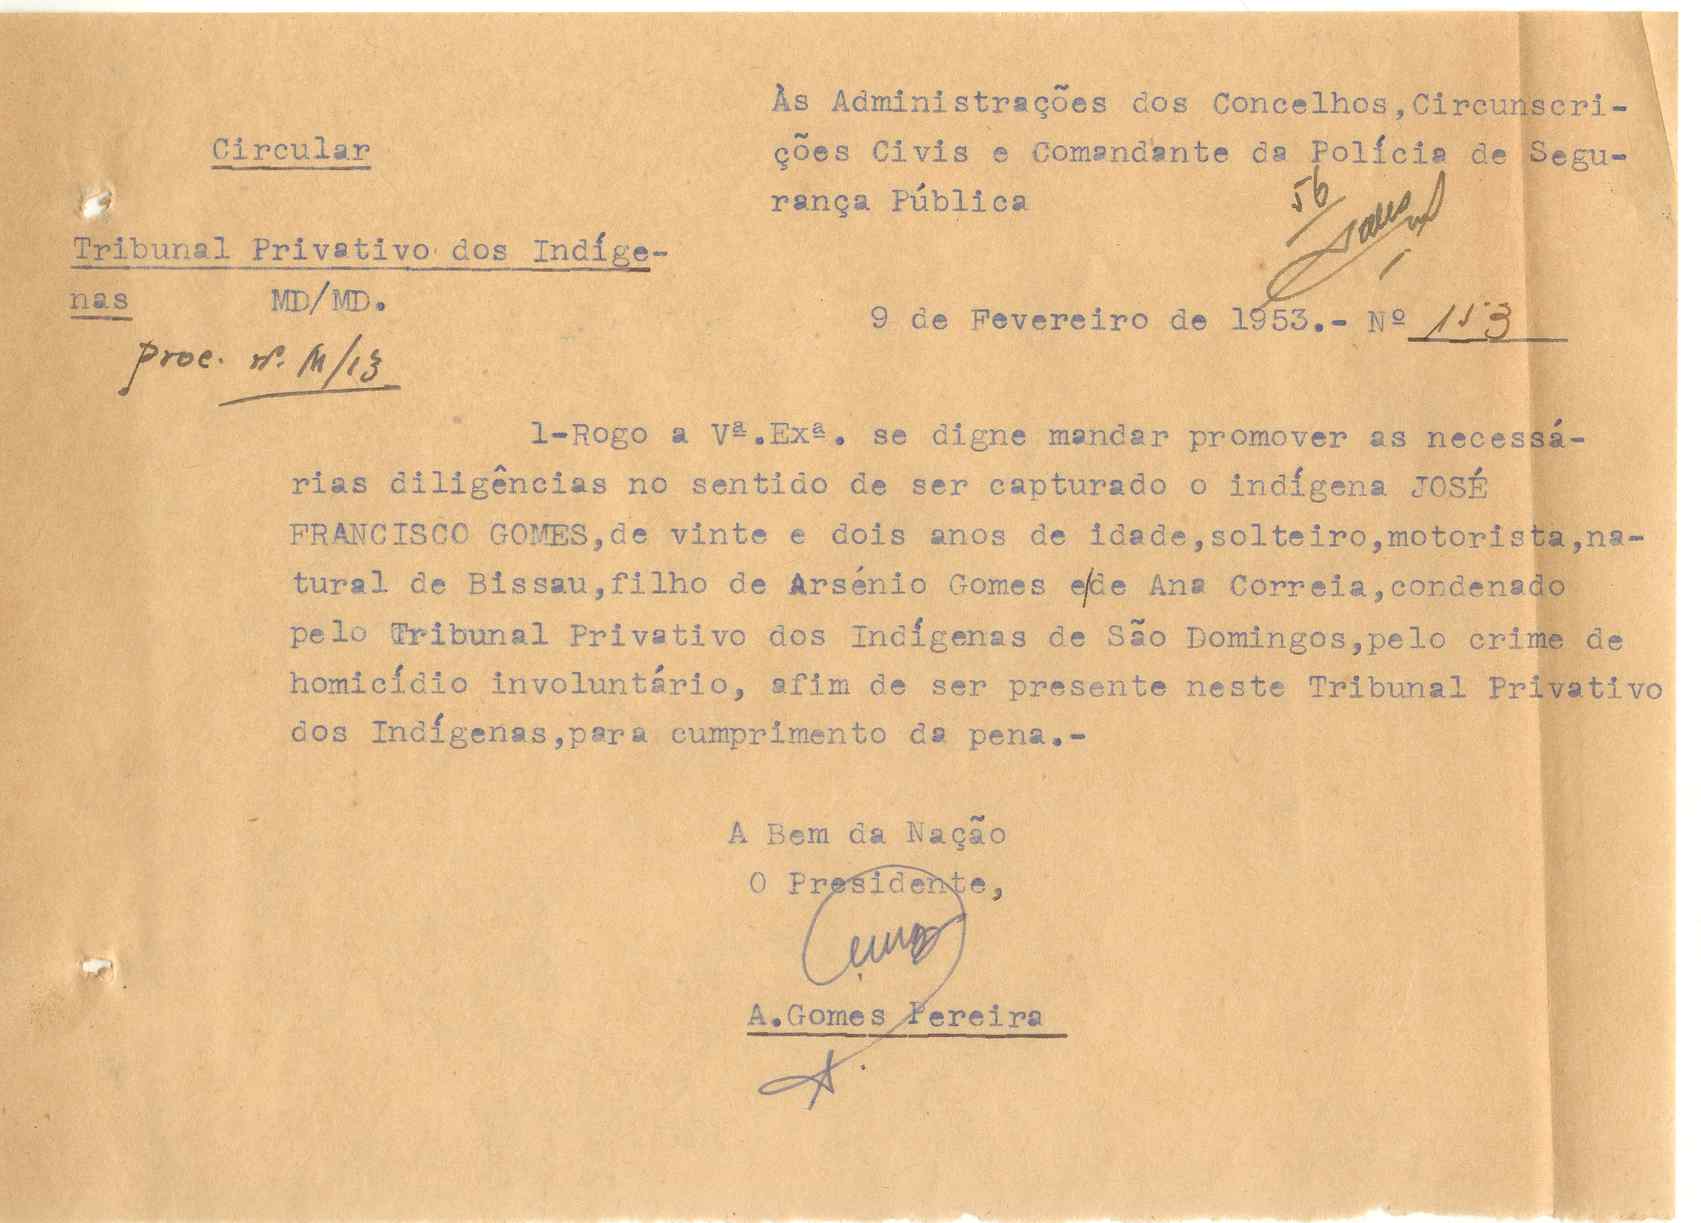 Circular
Às Administrações dos Concelhos,Circunscri-
ções Civis e Comandante da Polícia de Segu-
rança Pública
56
Tribunal Privativo dos Indíge-
nas MD/MD.
9 de Fevereiro de 1953.- Nº 153
proc. nº. M/13
1-Rogo a Vª.Exª. se digne mandar promover as necessá-
rias diligências no sentido de ser capturado o indígena JOSÉ
FRANCISCO GOMES,de vinte e dois anos de idade,solteiro,motorista,na-
tural de Bissau,filho de Arsénio Gomes e/de Ana Correia,condenado
pelo Tribunal Privativo dos Indígenas de São Domingos,pelo crime de
homicídio involuntário, afim de ser presente neste Tribunal Privativo
dos Indígenas,para cumprimento da pena.-
A Bem da Nação
O Presidente,
A.Gomes Pereira